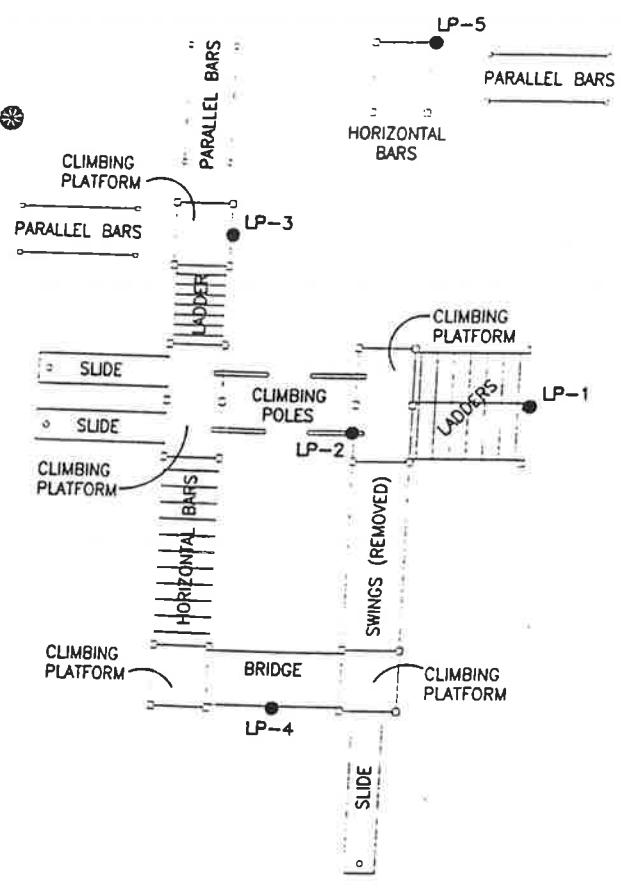 LP-5
PARALLEL BARS
PARALLEL BARS
HORIZONTAL
BARS
CLIMBING
PLATFORM
PARALLEL BARS
LP-3
LADDER
CLIMBING
PLATFORM
SLIDE
CLIMBING
POLES
LADDERS
LP-1
SLIDE
LP-2
CLIMBING
PLATFORM
HORIZONTAL BARS
SWINGS (REMOVED)
CLIMBING
PLATFORM
BRIDGE
CLIMBING
PLATFORM
LP-4
SLIDE